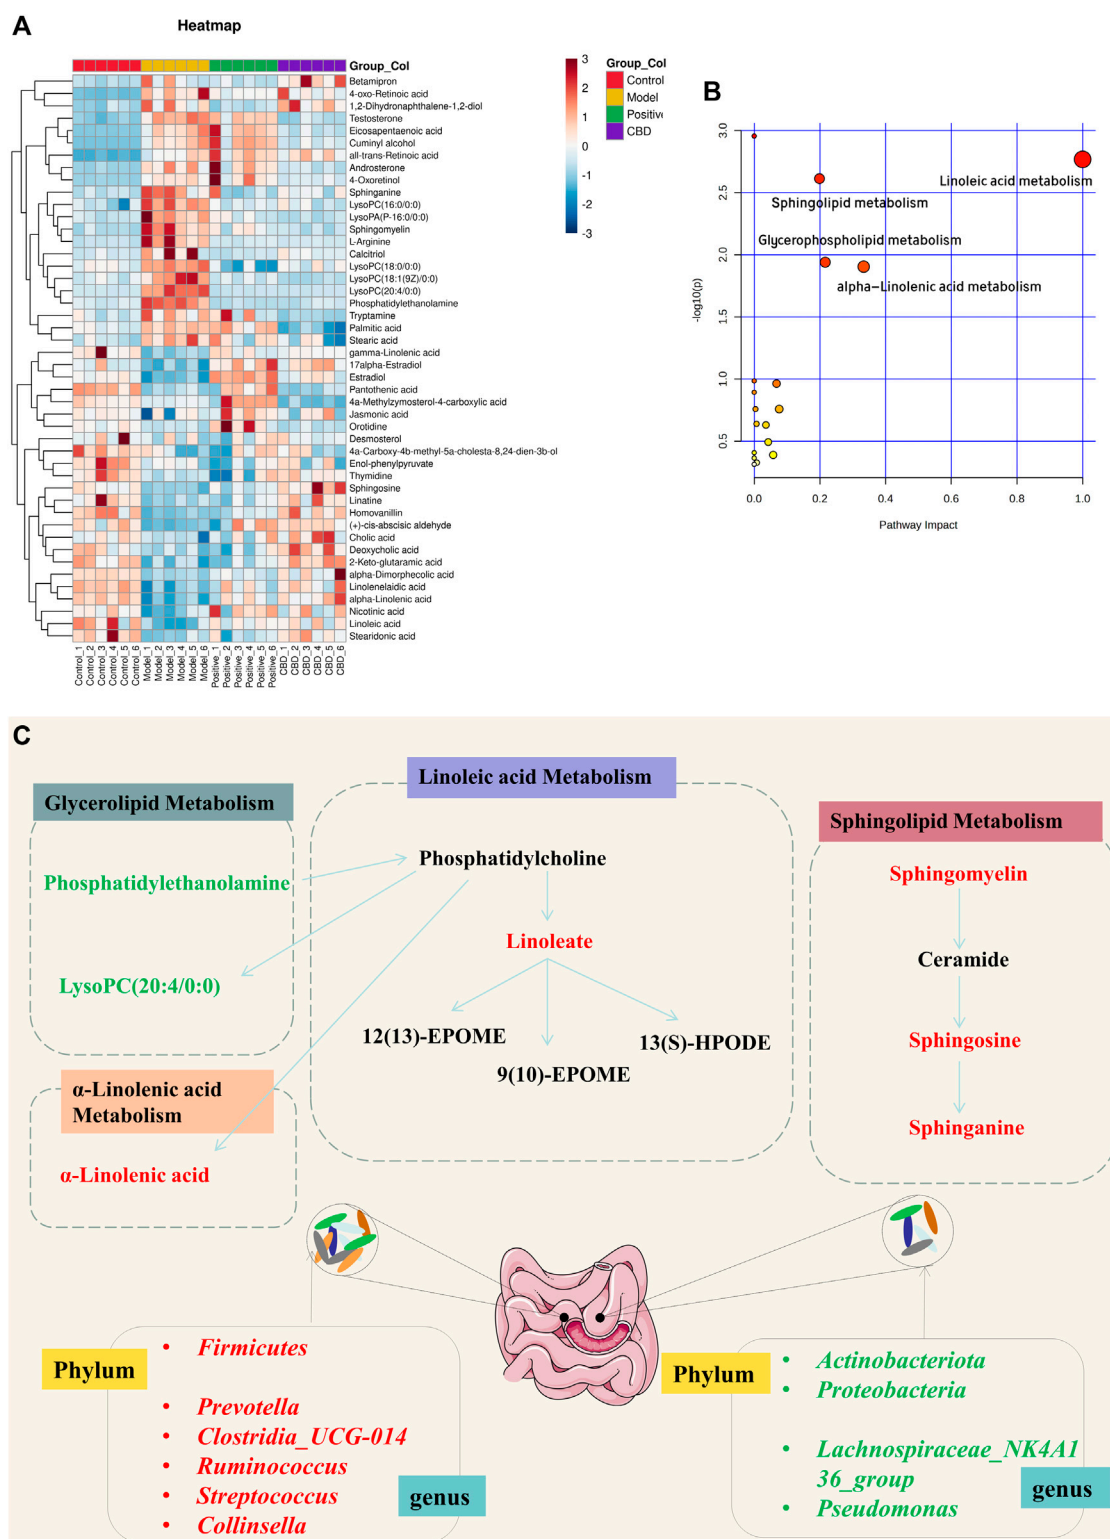 A
Heatmap
Group_Col
Betamipron
4-oxo-Retinoic acid
1,2-Dihydronaphthalene-1,2-diol
Testosterone
Eicosapentaenoic acid
Cuminyl alcohol
all-trans-Retinoic acid
Androsterone
4-Oxoretinol
Sphinganine
LysoPC(16:0/0:0)
LysoPA(P-16:0/0:0)
Sphingomyelin
L-Arginine
Calcitriol
LysoPC(18:0/0:0)
LysoPC(18:1(9Z)/0:0)
LysoPC(20:4/0:0)
Phosphatidylethanolamine
Tryptamine
Palmitic acid
Stearic acid
gamma-Linolenic acid
17alpha-Estradiol
Estradiol
Pantothenic acid
4a-Methylzymosterol-4-carboxylic acid
Jasmonic acid
Orotidine
Desmosterol
4a-Carboxy-4b-methyl-5a-cholesta-8,24-dien-3b-ol
Enol-phenylpyruvate
Thymidine
Sphingosine
Linatine
Homovanillin
(+)-cis-abscisic aldehyde
Cholic acid
Deoxycholic acid
2-Keto-glutaramic acid
alpha-Dimorphecolic acid
Linolenelaidic acid
alpha-Linolenic acid
Nicotinic acid
Linoleic acid
Stearidonic acid
Control_1
Control_2
Control_3
Control_4
Control_5
Control_6
Model_1
Model_2
Model_3
Model_4
Model_5
Model_6
Positive_1
Positive_2
Positive_3
Positive_4
Positive_5
Positive_6
CBD_1
CBD_2
CBD_3
CBD_4
CBD_5
CBD_6
3
2
1
0
-1
-2
-3
Group_Col
Control
Model
Positive
CBD
B
3.0
2.5
2.0
1.5
1.0
0.5
-log10(p)
Linoleic acid metabolism
Sphingolipid metabolism
Glycerophospholipid metabolism
alpha-Linolenic acid metabolism
0.0 0.2 0.4 0.6 0.8 1.0
Pathway Impact
C
Glycerolipid Metabolism
Phosphatidylethanolamine
LysoPC(20:4/0:0)
α-Linolenic acid
Metabolism
α-Linolenic acid
Linoleic acid Metabolism
Phosphatidylcholine
Linoleate
12(13)-EPOME
9(10)-EPOME
13(S)-HPODE
Sphingolipid Metabolism
Sphingomyelin
Ceramide
Sphingosine
Sphinganine
Phylum
• Firmicutes
• Prevotella
• Clostridia_UCG-014
• Ruminococcus
• Streptococcus
• Collinsella
genus
Phylum
• Actinobacteriota
• Proteobacteria
• Lachnospiraceae_NK4A1
36_group
• Pseudomonas
genus